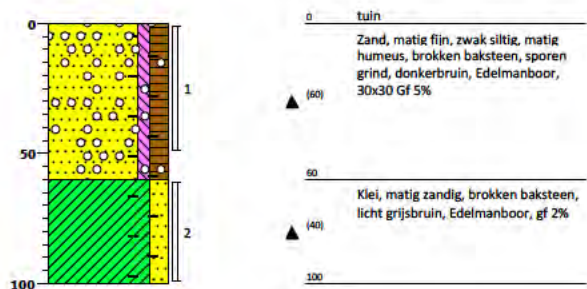 0
50
100
1
2
0 tuin
Zand, matig fijn, zwak siltig, matig
humeus, brokken baksteen, sporen
grind, donkerbruin, Edelmanboor,
30x30 Gf 5%
(60)
60
Klei, matig zandig, brokken baksteen,
licht grijsbruin, Edelmanboor, gf 2%
(40)
100